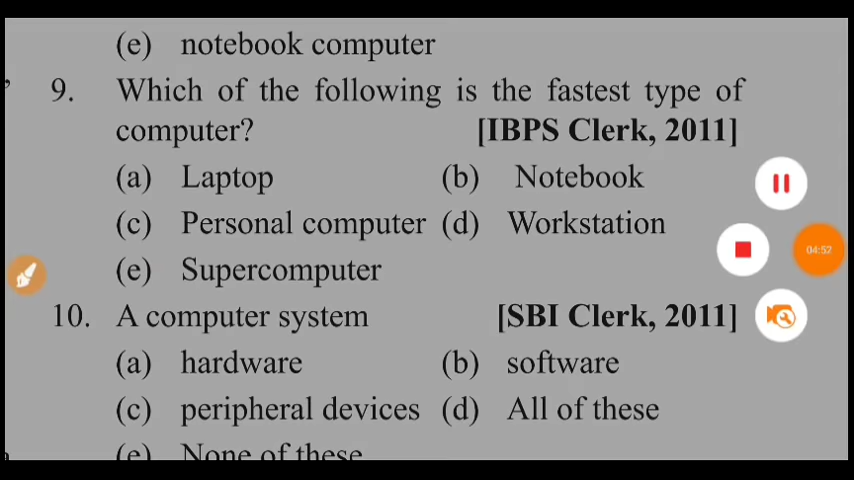 (e) notebook computer
9. Which of the following is the fastest type of
computer? [IBPS Clerk, 2011]
(a) Laptop (b) Notebook
(c) Personal computer (d) Workstation
(e) Supercomputer
04:52
10. A computer system [SBI Clerk, 2011]
(a) hardware (b) software
(c) peripheral devices (d) All of these
(e) None of these